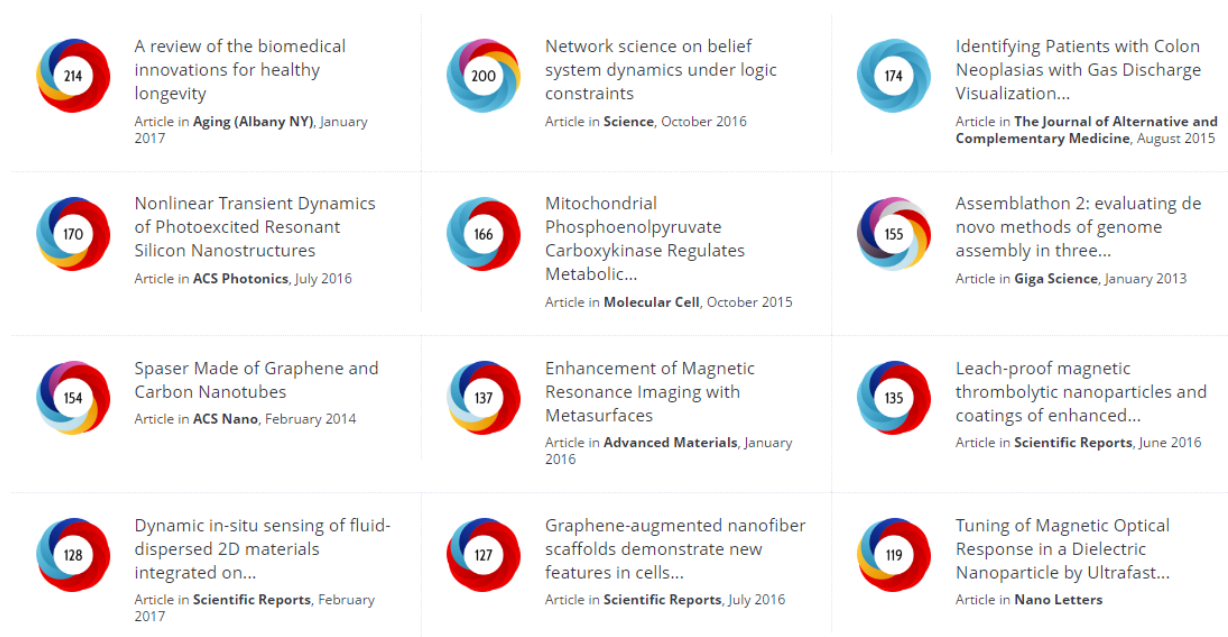 214
A review of the biomedical
innovations for healthy
longevity
Article in Aging (Albany NY), January
2017
200
Network science on belief
system dynamics under logic
constraints
Article in Science, October 2016
174
Identifying Patients with Colon
Neoplasias with Gas Discharge
Visualization...
Article in The Journal of Alternative and
Complementary Medicine, August 2015
170
Nonlinear Transient Dynamics
of Photoexcited Resonant
Silicon Nanostructures
Article in ACS Photonics, July 2016
166
Mitochondrial
Phosphoenolpyruvate
Carboxykinase Regulates
Metabolic...
Article in Molecular Cell, October 2015
155
Assemblathon 2: evaluating de
novo methods of genome
assembly in three...
Article in Giga Science, January 2013
154
Spaser Made of Graphene and
Carbon Nanotubes
Article in ACS Nano, February 2014
137
Enhancement of Magnetic
Resonance Imaging with
Metasurfaces
Article in Advanced Materials, January
2016
135
Leach-proof magnetic
thrombolytic nanoparticles and
coatings of enhanced...
Article in Scientific Reports, June 2016
128
Dynamic in-situ sensing of fluid-
dispersed 2D materials
integrated on...
Article in Scientific Reports, February
2017
127
Graphene-augmented nanofiber
scaffolds demonstrate new
features in cells...
Article in Scientific Reports, July 2016
119
Tuning of Magnetic Optical
Response in a Dielectric
Nanoparticle by Ultrafast...
Article in Nano Letters